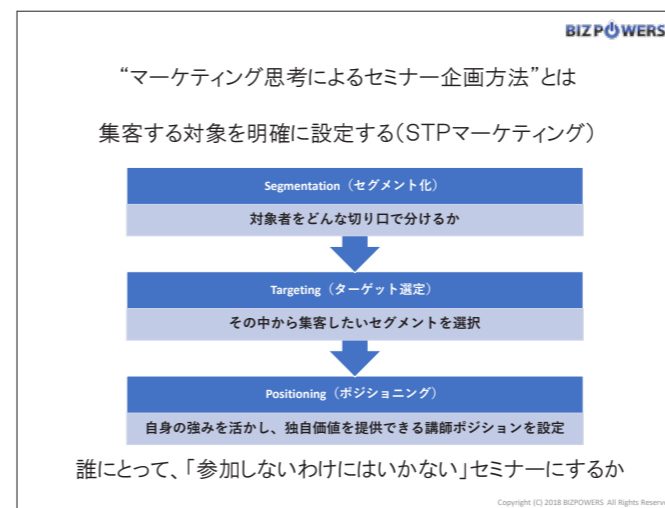 BIZPOWERS
“マーケティング思考によるセミナー企画方法”とは
集客する対象を明確に設定する（STPマーケティング）
Segmentation（セグメント化）
対象者をどんな切り口で分けるか
Targeting（ターゲット選定）
その中から集客したいセグメントを選択
Positioning（ポジショニング）
自身の強みを活かし、独自価値を提供できる講師ポジションを設定
誰にとって、「参加しないわけにはいかない」セミナーにするか
Copyright (C) 2018 BIZPOWERS All Rights Reserve